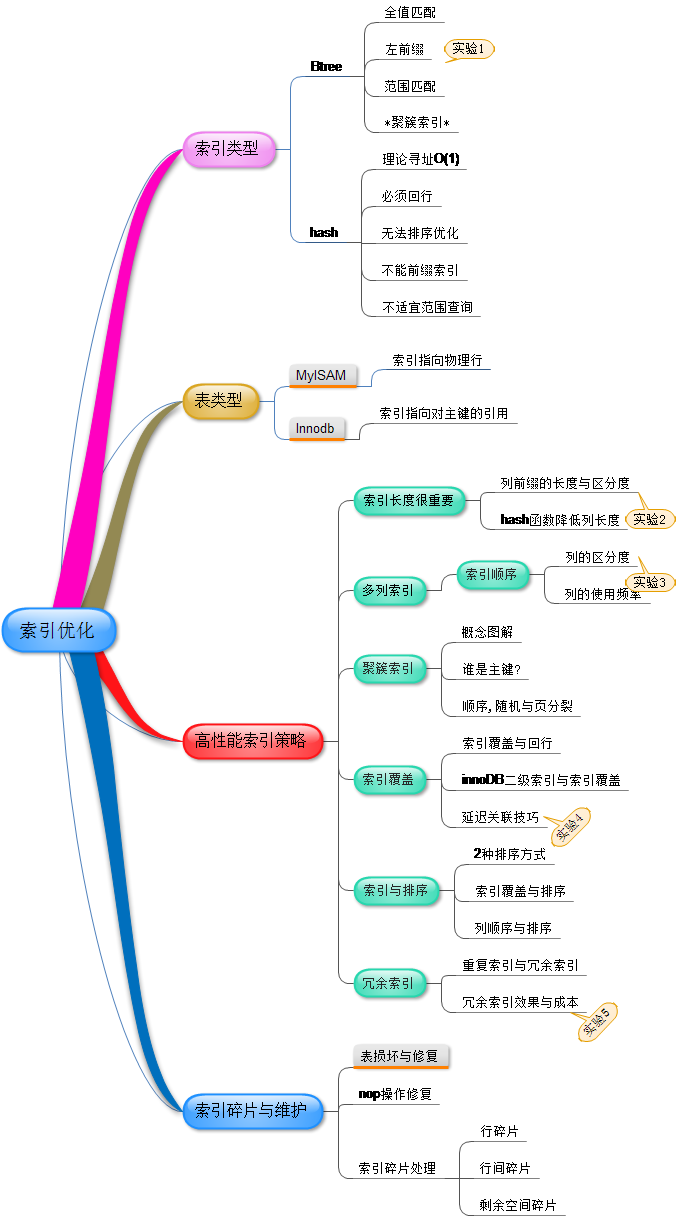 索引优化
索引类型
Btree
全值匹配
左前缀
实验1
范围匹配
*聚簇索引*
hash
理论寻址O(1)
必须回行
无法排序优化
不能前缀索引
不适宜范围查询
表类型
MyISAM
索引指向物理行
Innodb
索引指向对主键的引用
高性能索引策略
索引长度很重要
列前缀的长度与区分度
hash函数降低列长度
实验2
多列索引
索引顺序
列的区分度
实验3
列的使用频率
聚簇索引
概念图解
谁是主键?
顺序,随机与页分裂
索引覆盖
索引覆盖与回行
innoDB二级索引与索引覆盖
延迟关联技巧
实验4
索引与排序
2种排序方式
索引覆盖与排序
列顺序与排序
冗余索引
重复索引与冗余索引
冗余索引效果与成本
实验5
索引碎片与维护
表损坏与修复
nop操作修复
索引碎片处理
行碎片
行间碎片
剩余空间碎片